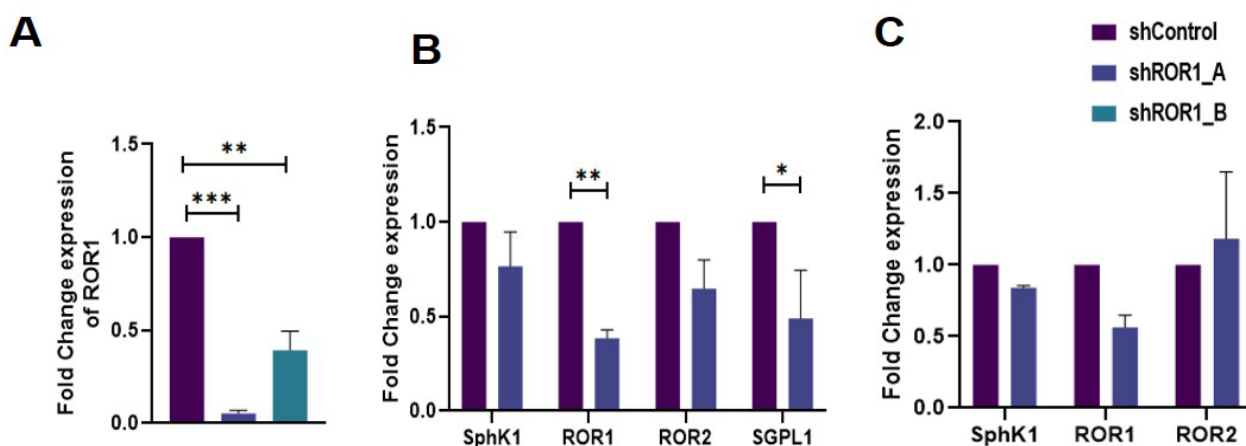 A
B
C
shControl
shROR1_A
shROR1_B
Fold Change expression
of ROR1
1.5
1.0
0.5
0.0
**
***
Fold Change expression
1.5
1.0
0.5
0.0
**
*
SphK1 ROR1 ROR2 SGPL1
Fold Change expression
2.0
1.5
1.0
0.5
0.0
SphK1 ROR1 ROR2